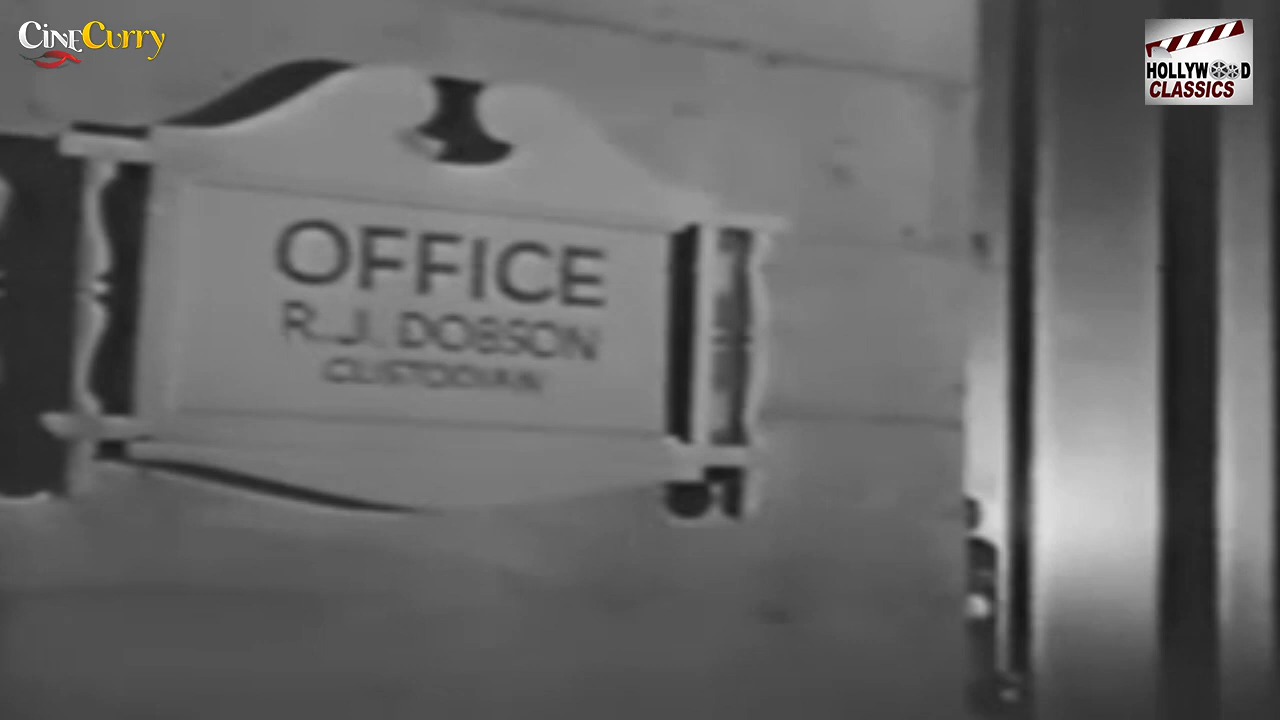 CINECURRY
HOLLYWOOD
CLASSICS
OFFICE
R.J. DOBSON
CUSTODIAN